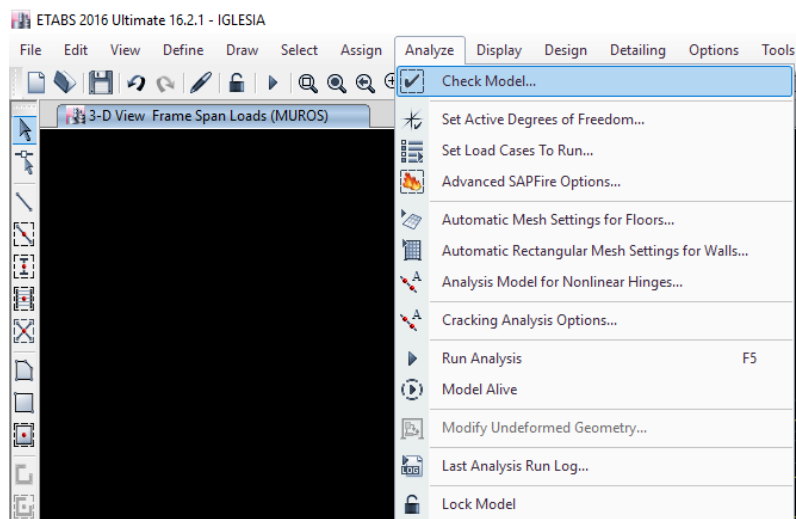 ETABS 2016 Ultimate 16.2.1 - IGLESIA
File Edit View Define Draw Select Assign Analyze Display Design Detailing Options Tools
3-D View Frame Span Loads (MUROS)
Check Model...
Set Active Degrees of Freedom...
Set Load Cases To Run...
Advanced SAPFire Options...
Automatic Mesh Settings for Floors...
Automatic Rectangular Mesh Settings for Walls...
A Analysis Model for Nonlinear Hinges...
A Cracking Analysis Options...
Run Analysis F5
Model Alive
Modify Undeformed Geometry...
LOG Last Analysis Run Log...
Lock Model